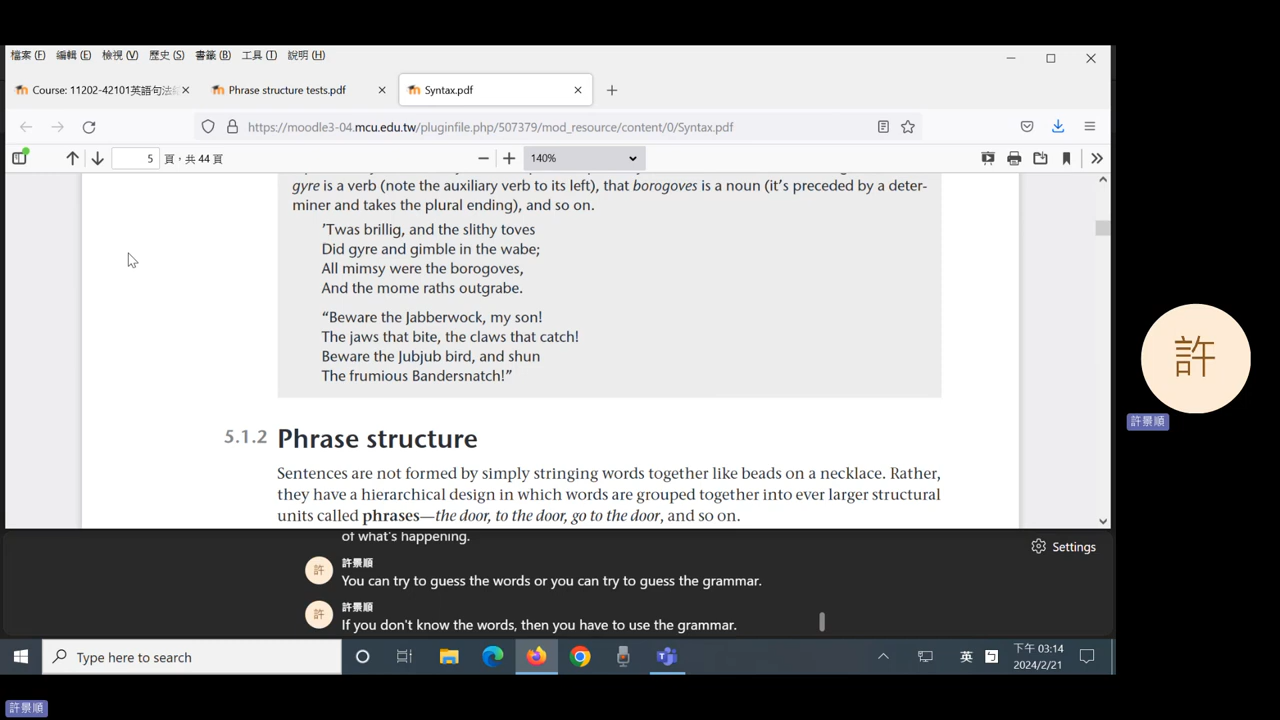 檔案 (F) 編輯 (E) 檢視 (V) 歷史 (S) 書籤 (B) 工具 (T) 說明 (H)
Course: 11202-42101英語句法結
Phrase structure tests.pdf
Syntax.pdf
https://moodle3-04.mcu.edu.tw/pluginfile.php/507379/mod_resource/content/0/Syntax.pdf
5 頁，共 44 頁
140%
gyre is a verb (note the auxiliary verb to its left), that borogoves is a noun (it's preceded by a deter-
miner and takes the plural ending), and so on.
'Twas brillig, and the slithy toves
Did gyre and gimble in the wabe;
All mimsy were the borogoves,
And the mome raths outgrabe.
“Beware the Jabberwock, my son!
The jaws that bite, the claws that catch!
Beware the Jubjub bird, and shun
The frumious Bandersnatch!”
5.1.2 Phrase structure
Sentences are not formed by simply stringing words together like beads on a necklace. Rather,
they have a hierarchical design in which words are grouped together into ever larger structural
units called phrases—the door, to the door, go to the door, and so on.
許
許景順
of what's happening.
Settings
許
許景順
You can try to guess the words or you can try to guess the grammar.
許
許景順
If you don't know the words, then you have to use the grammar.
Type here to search
英
下午 03:14
2024/2/21
許景順